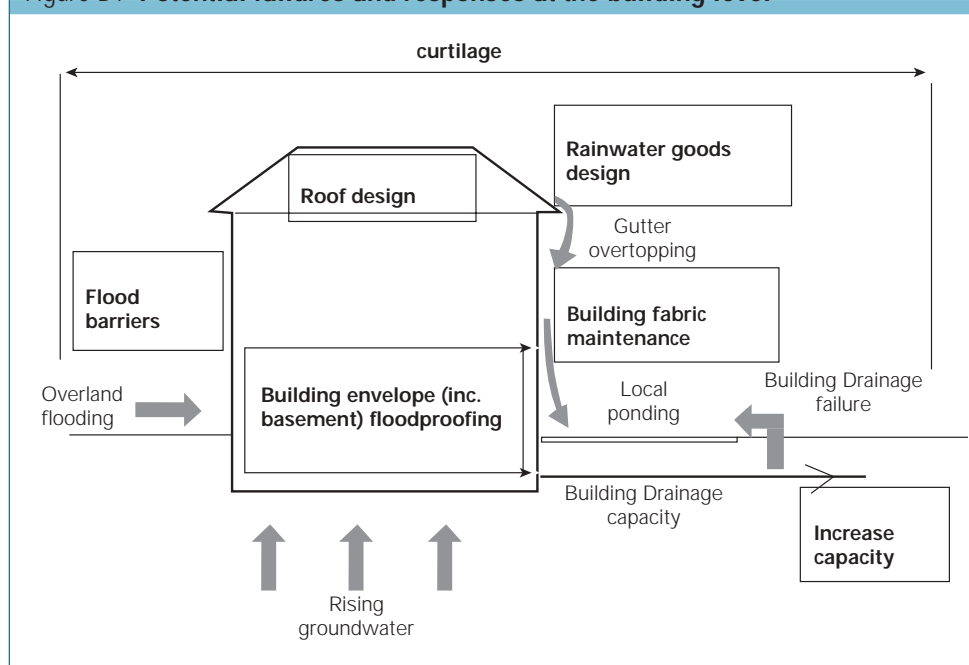 Potential failures and responses at the building level
curtilage
Rainwater goods
design
Roof design
Gutter
overtopping
Flood
barriers
Building fabric
maintenance
Overland
flooding
Building envelope (inc.
basement) floodproofing
Local
ponding
Building Drainage
failure
Building Drainage
capacity
Increase
capacity
Rising
groundwater